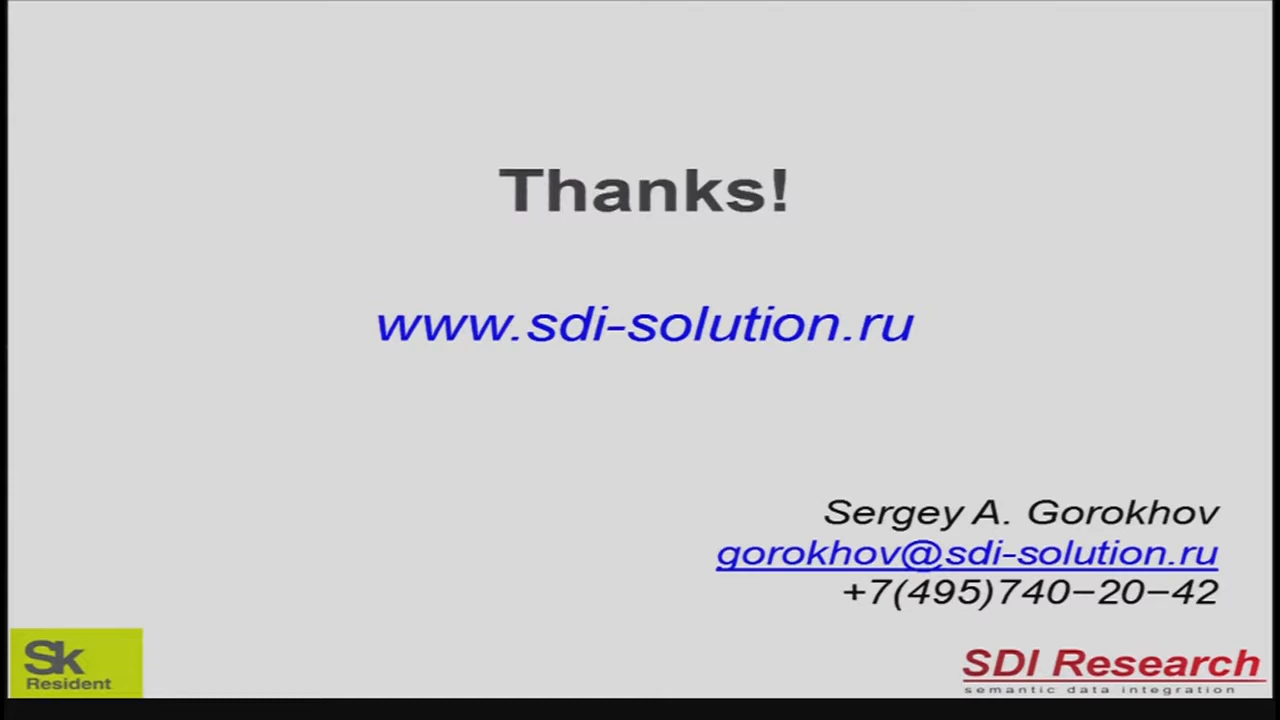 Thanks!
www.sdi-solution.ru
Sergey A. Gorokhov
gorokhov@sdi-solution.ru
+7(495)740−20−42
Sk
Resident
SDI Research
semantic data integration